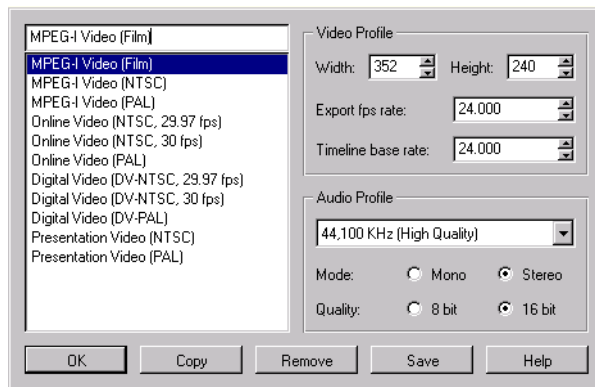 MPEG-I Video (Film)
MPEG-I Video (Film)
MPEG-I Video (NTSC)
MPEG-I Video (PAL)
Online Video (NTSC, 29.97 fps)
Online Video (NTSC, 30 fps)
Online Video (PAL)
Digital Video (DV-NTSC, 29.97 fps)
Digital Video (DV-NTSC, 30 fps)
Digital Video (DV-PAL)
Presentation Video (NTSC)
Presentation Video (PAL)
Video Profile
Width: 352 Height: 240
Export fps rate: 24.000
Timeline base rate: 24.000
Audio Profile
44,100 KHz (High Quality)
Mode: Mono Stereo
Quality: 8 bit 16 bit
OK Copy Remove Save Help